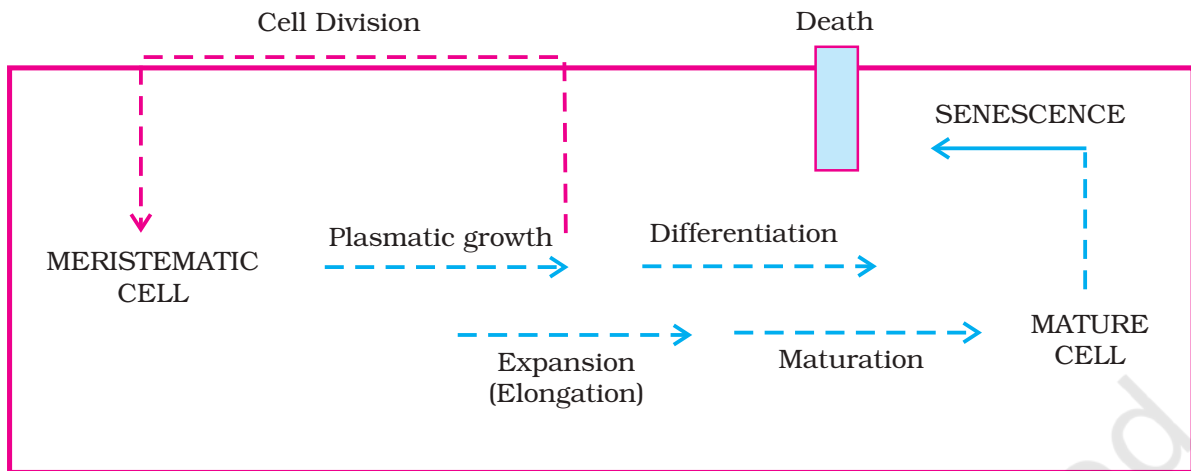 Cell Division
Death
SENESCENCE
Plasmatic growth
Differentiation
MERISTEMATIC
CELL
MATURE
CELL
Expansion
(Elongation)
Maturation